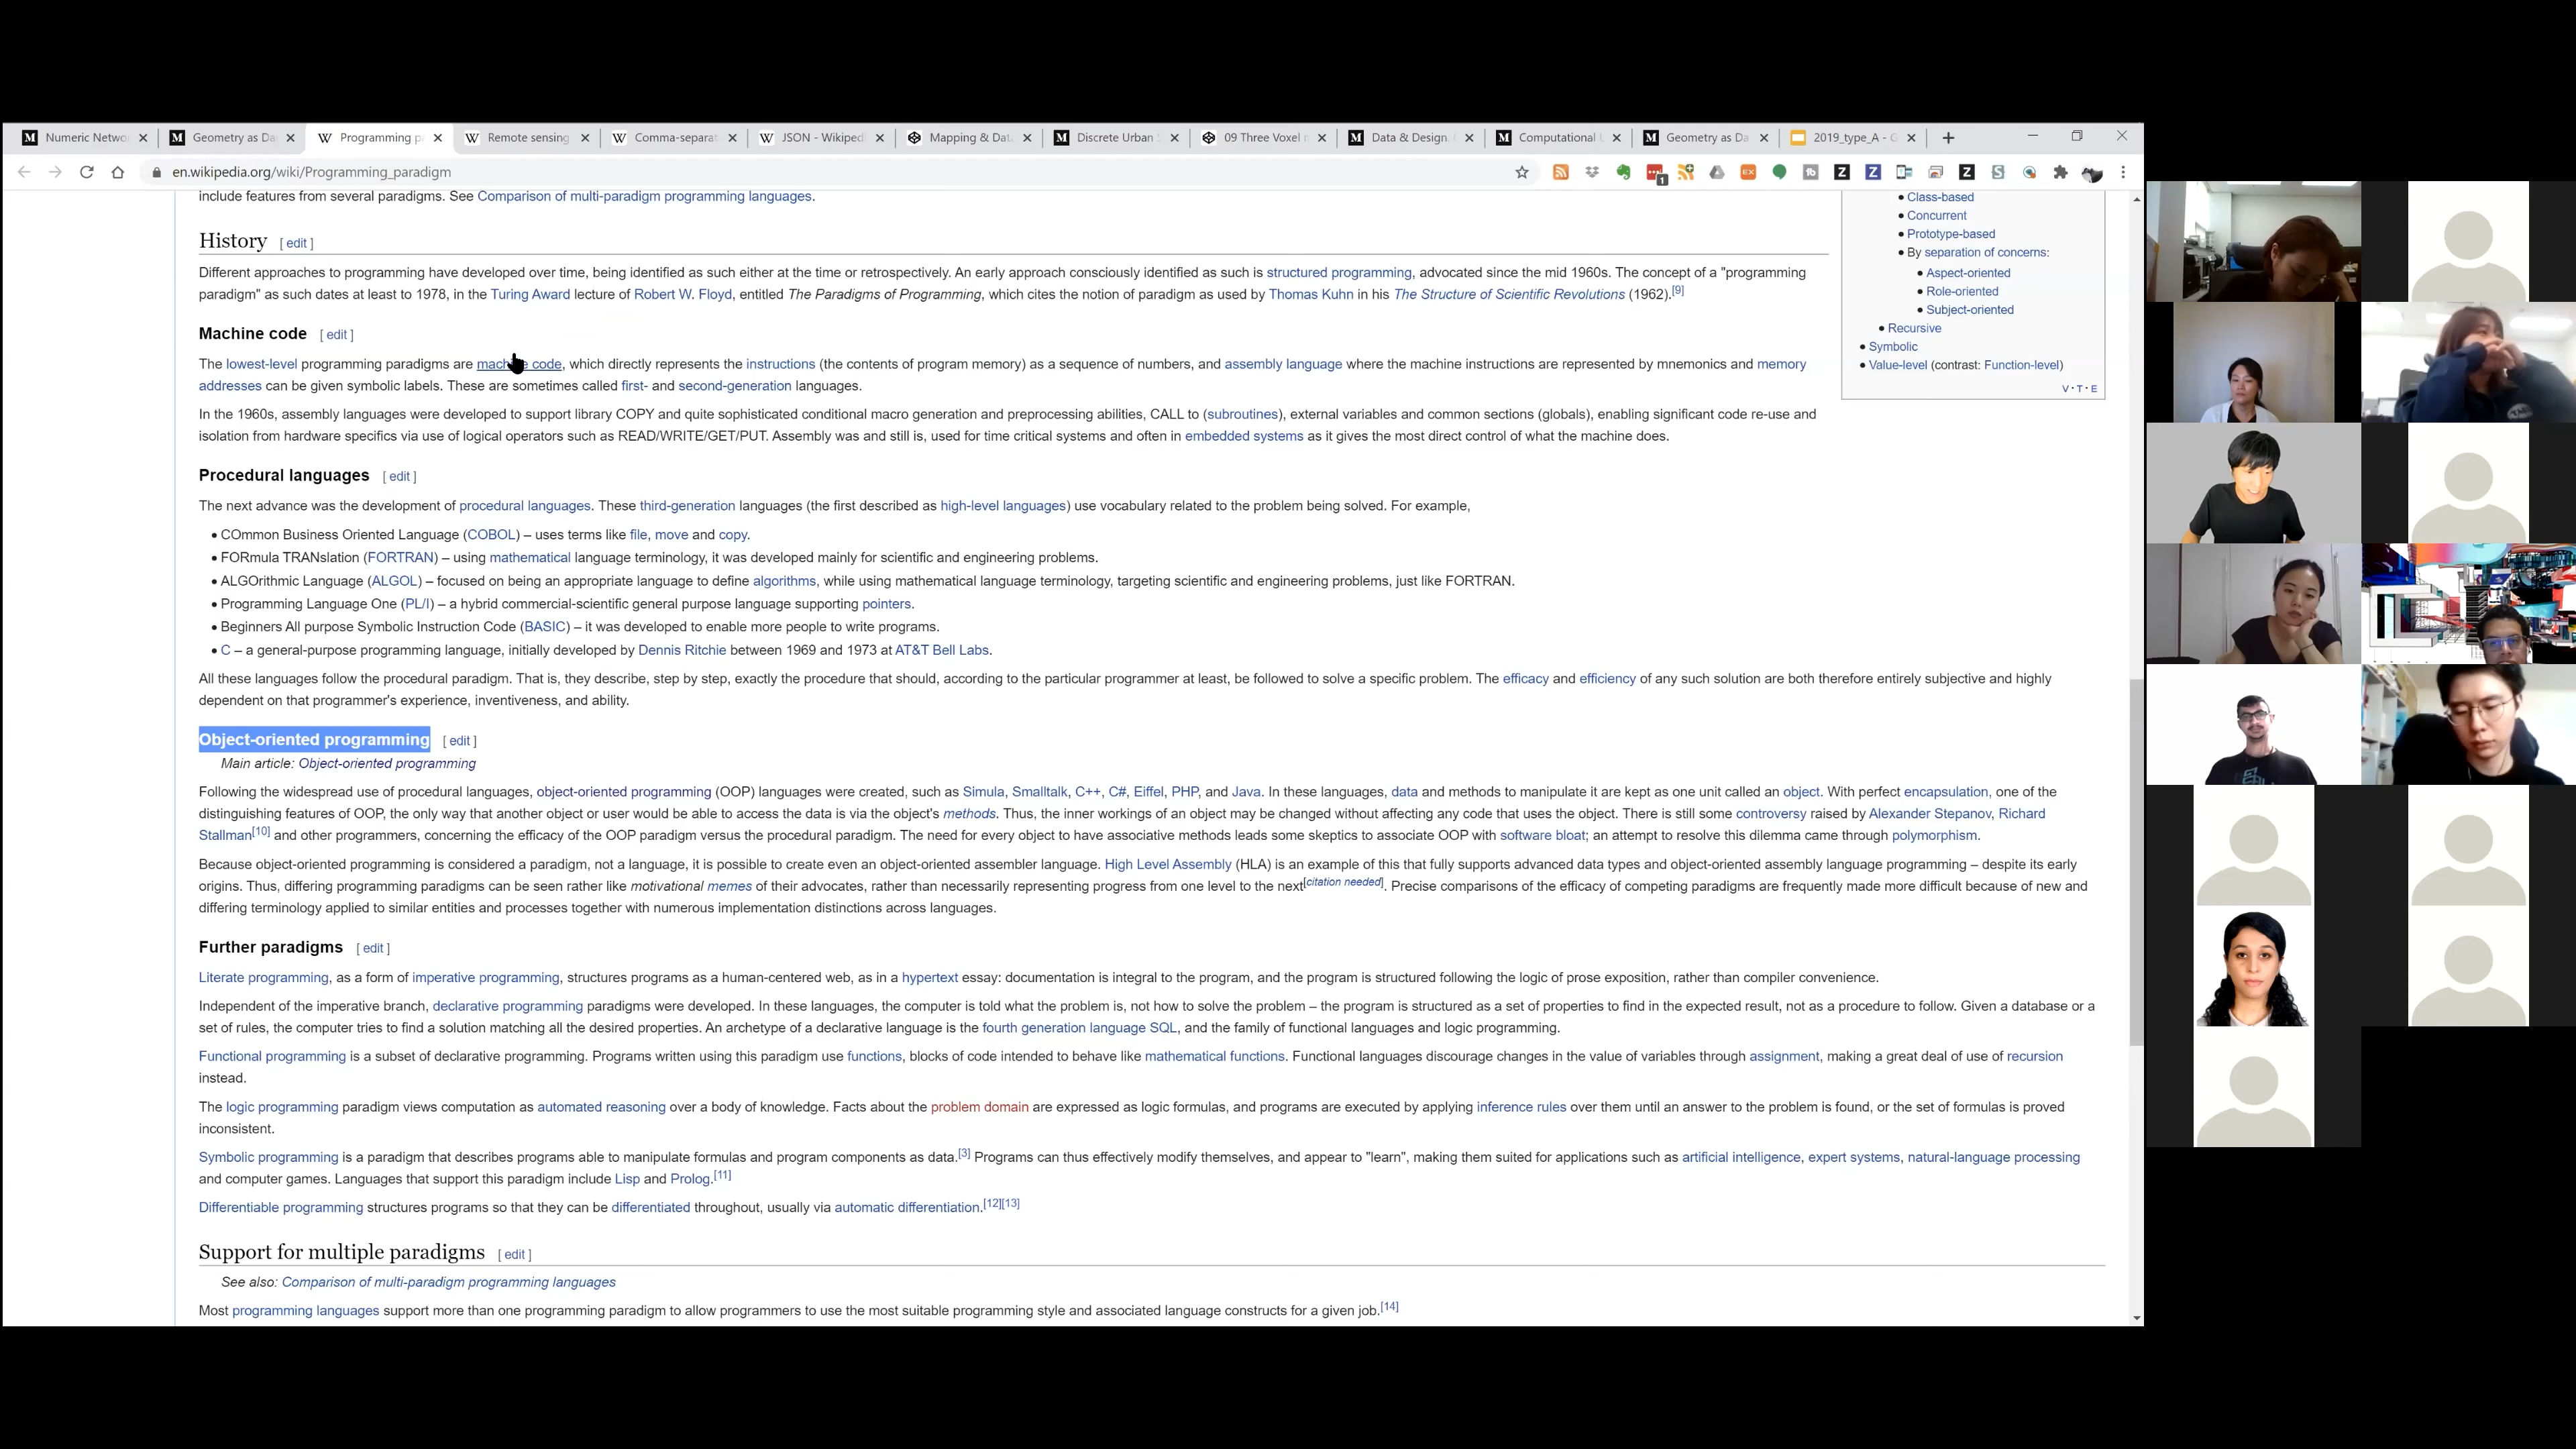 Numeric Netwo
Geometry as Da
Programming pa
Remote sensing
Comma-separat
JSON - Wikiped
Mapping & Dat
Discrete Urban
09 Three Voxel
Data & Design.
Computational
Geometry as Da
2019_type_A - G
en.wikipedia.org/wiki/Programming_paradigm
include features from several paradigms. See Comparison of multi-paradigm programming languages.
History [ edit ]
Different approaches to programming have developed over time, being identified as such either at the time or retrospectively. An early approach consciously identified as such is structured programming, advocated since the mid 1960s. The concept of a "programming
paradigm" as such dates at least to 1978, in the Turing Award lecture of Robert W. Floyd, entitled The Paradigms of Programming, which cites the notion of paradigm as used by Thomas Kuhn in his The Structure of Scientific Revolutions (1962).[9]
Machine code [ edit ]
The lowest-level programming paradigms are machine code, which directly represents the instructions (the contents of program memory) as a sequence of numbers, and assembly language where the machine instructions are represented by mnemonics and memory
addresses can be given symbolic labels. These are sometimes called first- and second-generation languages.
In the 1960s, assembly languages were developed to support library COPY and quite sophisticated conditional macro generation and preprocessing abilities, CALL to (subroutines), external variables and common sections (globals), enabling significant code re-use and
isolation from hardware specifics via use of logical operators such as READ/WRITE/GET/PUT. Assembly was and still is, used for time critical systems and often in embedded systems as it gives the most direct control of what the machine does.
Procedural languages [ edit ]
The next advance was the development of procedural languages. These third-generation languages (the first described as high-level languages) use vocabulary related to the problem being solved. For example,
• COmmon Business Oriented Language (COBOL) – uses terms like file, move and copy.
• FORmula TRANslation (FORTRAN) – using mathematical language terminology, it was developed mainly for scientific and engineering problems.
• ALGOrithmic Language (ALGOL) – focused on being an appropriate language to define algorithms, while using mathematical language terminology, targeting scientific and engineering problems, just like FORTRAN.
• Programming Language One (PL/I) – a hybrid commercial-scientific general purpose language supporting pointers.
• Beginners All purpose Symbolic Instruction Code (BASIC) – it was developed to enable more people to write programs.
• C – a general-purpose programming language, initially developed by Dennis Ritchie between 1969 and 1973 at AT&T Bell Labs.
All these languages follow the procedural paradigm. That is, they describe, step by step, exactly the procedure that should, according to the particular programmer at least, be followed to solve a specific problem. The efficacy and efficiency of any such solution are both therefore entirely subjective and highly
dependent on that programmer's experience, inventiveness, and ability.
Object-oriented programming [ edit ]
Main article: Object-oriented programming
Following the widespread use of procedural languages, object-oriented programming (OOP) languages were created, such as Simula, Smalltalk, C++, C#, Eiffel, PHP, and Java. In these languages, data and methods to manipulate it are kept as one unit called an object. With perfect encapsulation, one of the
distinguishing features of OOP, the only way that another object or user would be able to access the data is via the object's methods. Thus, the inner workings of an object may be changed without affecting any code that uses the object. There is still some controversy raised by Alexander Stepanov, Richard
Stallman[10] and other programmers, concerning the efficacy of the OOP paradigm versus the procedural paradigm. The need for every object to have associative methods leads some skeptics to associate OOP with software bloat; an attempt to resolve this dilemma came through polymorphism.
Because object-oriented programming is considered a paradigm, not a language, it is possible to create even an object-oriented assembler language. High Level Assembly (HLA) is an example of this that fully supports advanced data types and object-oriented assembly language programming – despite its early
origins. Thus, differing programming paradigms can be seen rather like motivational memes of their advocates, rather than necessarily representing progress from one level to the next[citation needed]. Precise comparisons of the efficacy of competing paradigms are frequently made more difficult because of new and
differing terminology applied to similar entities and processes together with numerous implementation distinctions across languages.
Further paradigms [ edit ]
Literate programming, as a form of imperative programming, structures programs as a human-centered web, as in a hypertext essay: documentation is integral to the program, and the program is structured following the logic of prose exposition, rather than compiler convenience.
Independent of the imperative branch, declarative programming paradigms were developed. In these languages, the computer is told what the problem is, not how to solve the problem – the program is structured as a set of properties to find in the expected result, not as a procedure to follow. Given a database or a
set of rules, the computer tries to find a solution matching all the desired properties. An archetype of a declarative language is the fourth generation language SQL, and the family of functional languages and logic programming.
Functional programming is a subset of declarative programming. Programs written using this paradigm use functions, blocks of code intended to behave like mathematical functions. Functional languages discourage changes in the value of variables through assignment, making a great deal of use of recursion
instead.
The logic programming paradigm views computation as automated reasoning over a body of knowledge. Facts about the problem domain are expressed as logic formulas, and programs are executed by applying inference rules over them until an answer to the problem is found, or the set of formulas is proved
inconsistent.
Symbolic programming is a paradigm that describes programs able to manipulate formulas and program components as data.[3] Programs can thus effectively modify themselves, and appear to "learn", making them suited for applications such as artificial intelligence, expert systems, natural-language processing
and computer games. Languages that support this paradigm include Lisp and Prolog.[11]
Differentiable programming structures programs so that they can be differentiated throughout, usually via automatic differentiation.[12][13]
Support for multiple paradigms [ edit ]
See also: Comparison of multi-paradigm programming languages
Most programming languages support more than one programming paradigm to allow programmers to use the most suitable programming style and associated language constructs for a given job.[14]
• Class-based
• Concurrent
• Prototype-based
• By separation of concerns:
• Aspect-oriented
• Role-oriented
• Subject-oriented
• Recursive
• Symbolic
• Value-level (contrast: Function-level)
V · T · E